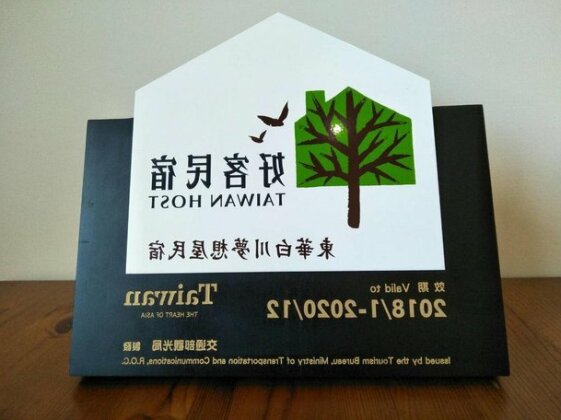 好客民宿
TAIWAN HOST
東華白川夢想屋民宿
效期 Valid to
2018/1-2020/12
Taiwan
THE HEART OF ASIA
交通部觀光局 製發
Issued by the Tourism Bureau, Ministry of Transportation and Communications, R.O.C.